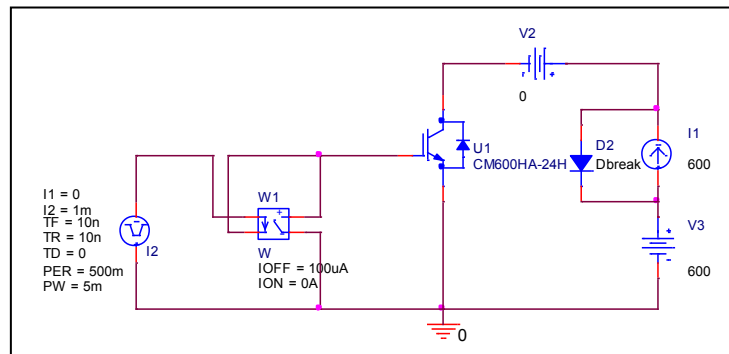 V2
0
I1
600
D2
Dbreak
U1
CM600HA-24H
V3
600
W1
W
IOFF = 100uA
ION = 0A
I1 = 0
I2 = 1m
TF = 10n
TR = 10n
TD = 0
PER = 500m
PW = 5m
I2
0